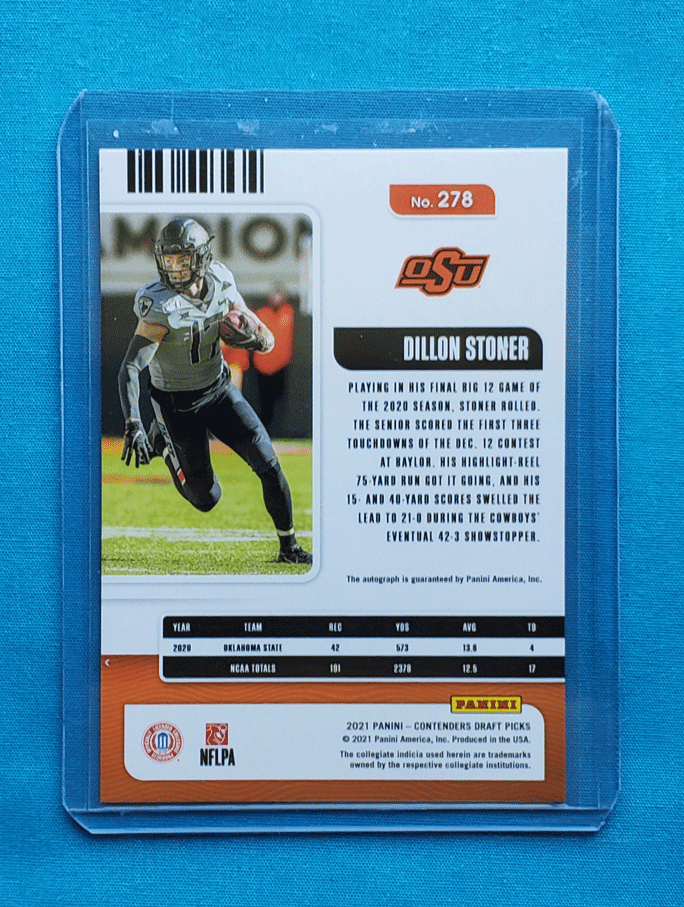 No. 278
OSU
DILLON STONER
PLAYING IN HIS FINAL BIG 12 GAME OF
THE 2020 SEASON, STONER ROLLED.
THE SENIOR SCORED THE FIRST THREE
TOUCHDOWNS OF THE DEC. 12 CONTEST
AT BAYLOR. HIS HIGHLIGHT-REEL
75-YARD RUN GOT IT GOING, AND HIS
15- AND 40-YARD SCORES SWELLED THE
LEAD TO 21-0 DURING THE COWBOYS'
EVENTUAL 42-3 SHOWSTOPPER.
The autograph is guaranteed by Panini America, Inc.
17
YEAR TEAM REC YDS AVG TD
2020 OKLAHOMA STATE 42 573 13.6 4
NCAA TOTALS 191 2378 12.5 17
PANINI
2021 PANINI – CONTENDERS DRAFT PICKS
© 2021 Panini America, Inc. Produced in the USA.
The collegiate indicia used herein are trademarks
owned by the respective collegiate institutions.
NFLPA